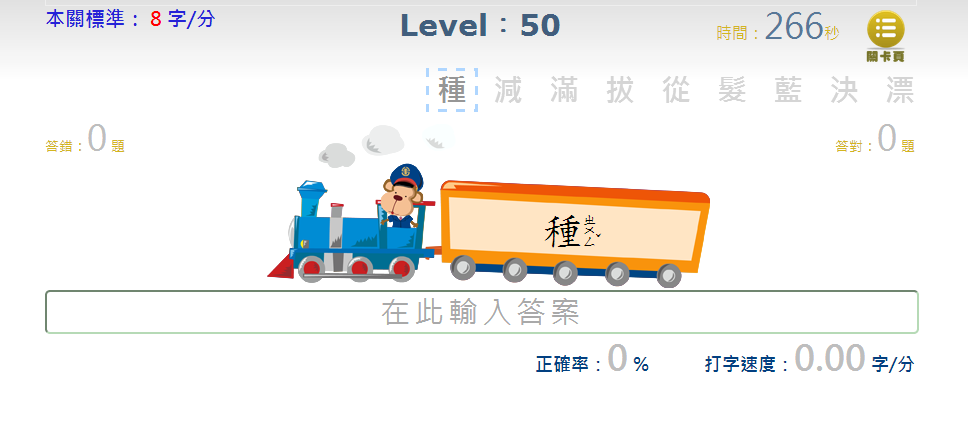 本關標準： 8 字/分
Level：50
時間：266秒
關卡頁
種 減 滿 拔 從 髮 藍 決 漂
答錯：0 題
答對：0 題
種ㄓㄨㄥˇ
在此輸入答案
正確率：0 %
打字速度：0.00 字/分